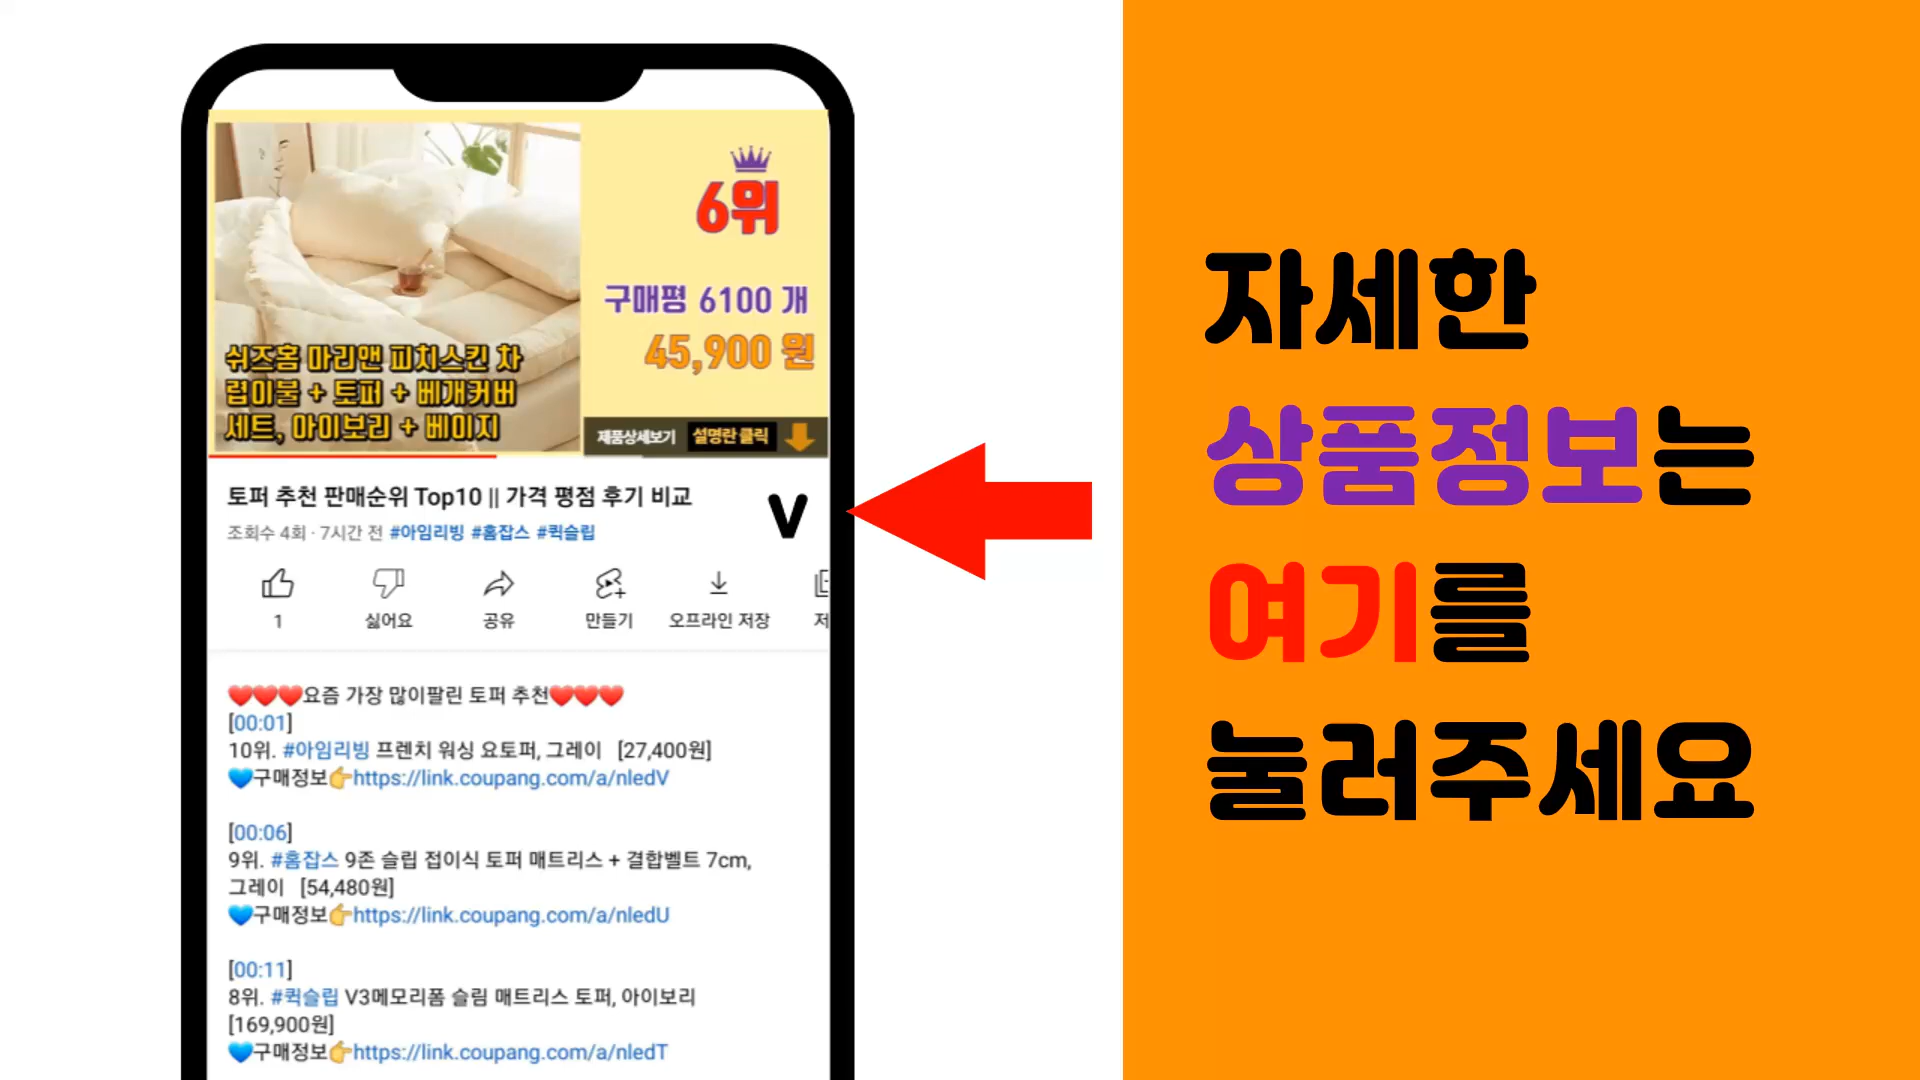 6위
구매평 6100 개
45,900 원
쉬즈홈 마리앤 피치스킨 차
렵이불 + 토퍼 + 베개커버
세트, 아이보리 + 베이지
제품상세보기 설명란 클릭
토퍼 추천 판매순위 Top10 || 가격 평점 후기 비교
V
조회수 4회 · 7시간 전 #아임리빙 #홈잡스 #퀵슬립
1
싫어요
공유
만들기
오프라인 저장
저
❤️❤️❤️요즘 가장 많이팔린 토퍼 추천❤️❤️❤️
[00:01]
10위. #아임리빙 프렌치 워싱 요토퍼, 그레이 [27,400원]
💙구매정보👉https://link.coupang.com/a/nledV
[00:06]
9위. #홈잡스 9존 슬립 접이식 토퍼 매트리스 + 결합벨트 7cm,
그레이 [54,480원]
💙구매정보👉https://link.coupang.com/a/nledU
[00:11]
8위. #퀵슬립 V3메모리폼 슬림 매트리스 토퍼, 아이보리
[169,900원]
💙구매정보👉https://link.coupang.com/a/nledT
자세한
상품정보는
여기를
눌러주세요